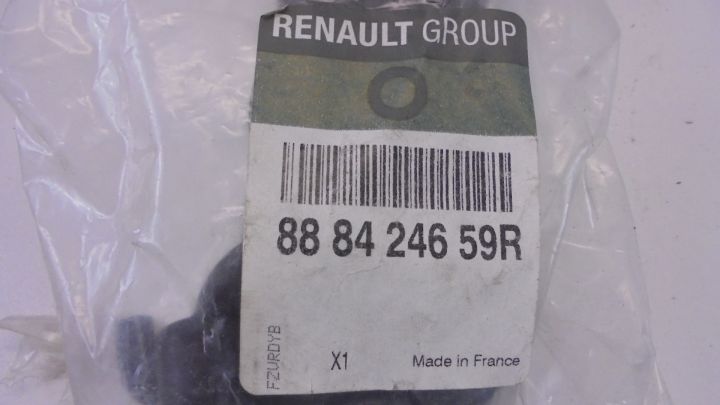 RENAULT GROUP
88 84 246 59R
FZURDYB
X1
Made in France